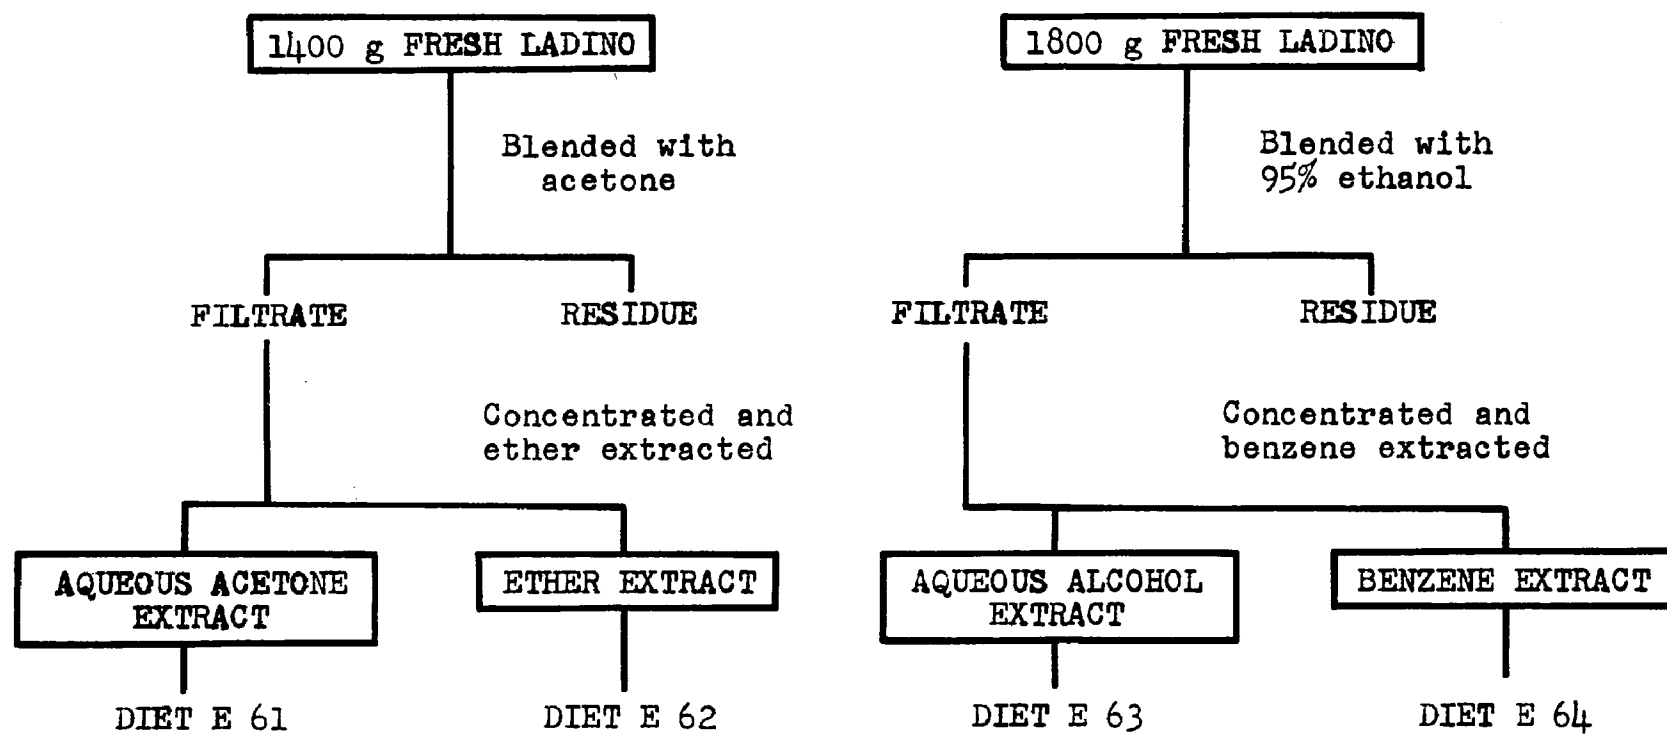 1400 g FRESH LADINO
Blended with
acetone
FILTRATE
RESIDUE
Concentrated and
ether extracted
AQUEOUS ACETONE
EXTRACT
ETHER EXTRACT
DIET E 61
DIET E 62
1800 g FRESH LADINO
Blended with
95% ethanol
FILTRATE
RESIDUE
Concentrated and
benzene extracted
AQUEOUS ALCOHOL
EXTRACT
BENZENE EXTRACT
DIET E 63
DIET E 64